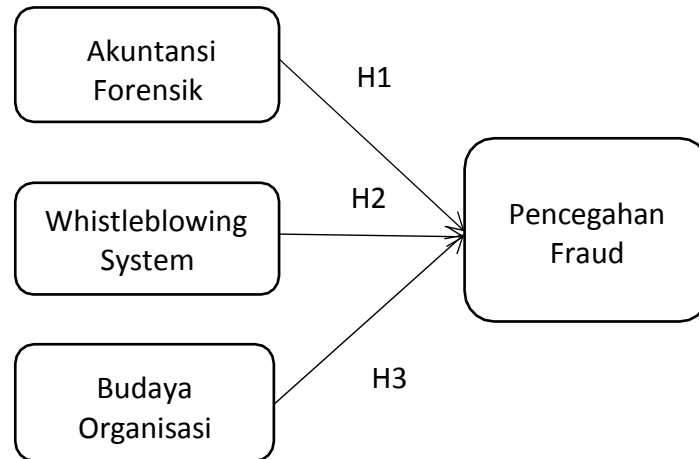 Akuntansi
Forensik
H1
Whistleblowing
System
H2
Pencegahan
Fraud
Budaya
Organisasi
H3